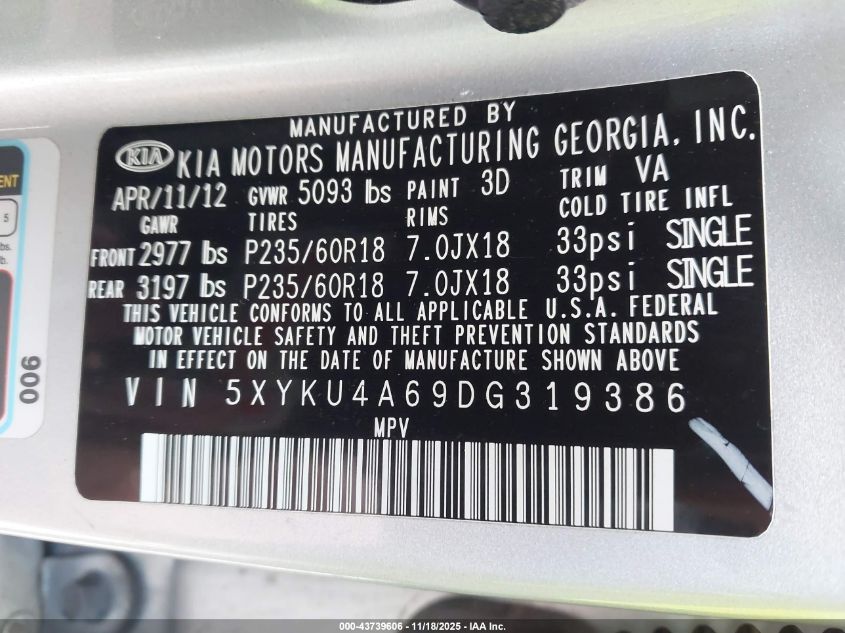 MANUFACTURED BY
KIA KIA MOTORS MANUFACTURING GEORGIA, INC.
APR/11/12 GVWR 5093 lbs PAINT 3D TRIM VA
GAWR TIRES RIMS COLD TIRE INFL
FRONT 2977 lbs P235/60R18 7.0JX18 33psi SINGLE
REAR 3197 lbs P235/60R18 7.0JX18 33psi SINGLE
THIS VEHICLE CONFORMS TO ALL APPLICABLE U.S.A. FEDERAL
MOTOR VEHICLE SAFETY AND THEFT PREVENTION STANDARDS
IN EFFECT ON THE DATE OF MANUFACTURE SHOWN ABOVE
VIN 5XYKU4A69DG319386
MPV
5
006
000-43739606 - 11/18/2025 - IAA Inc.